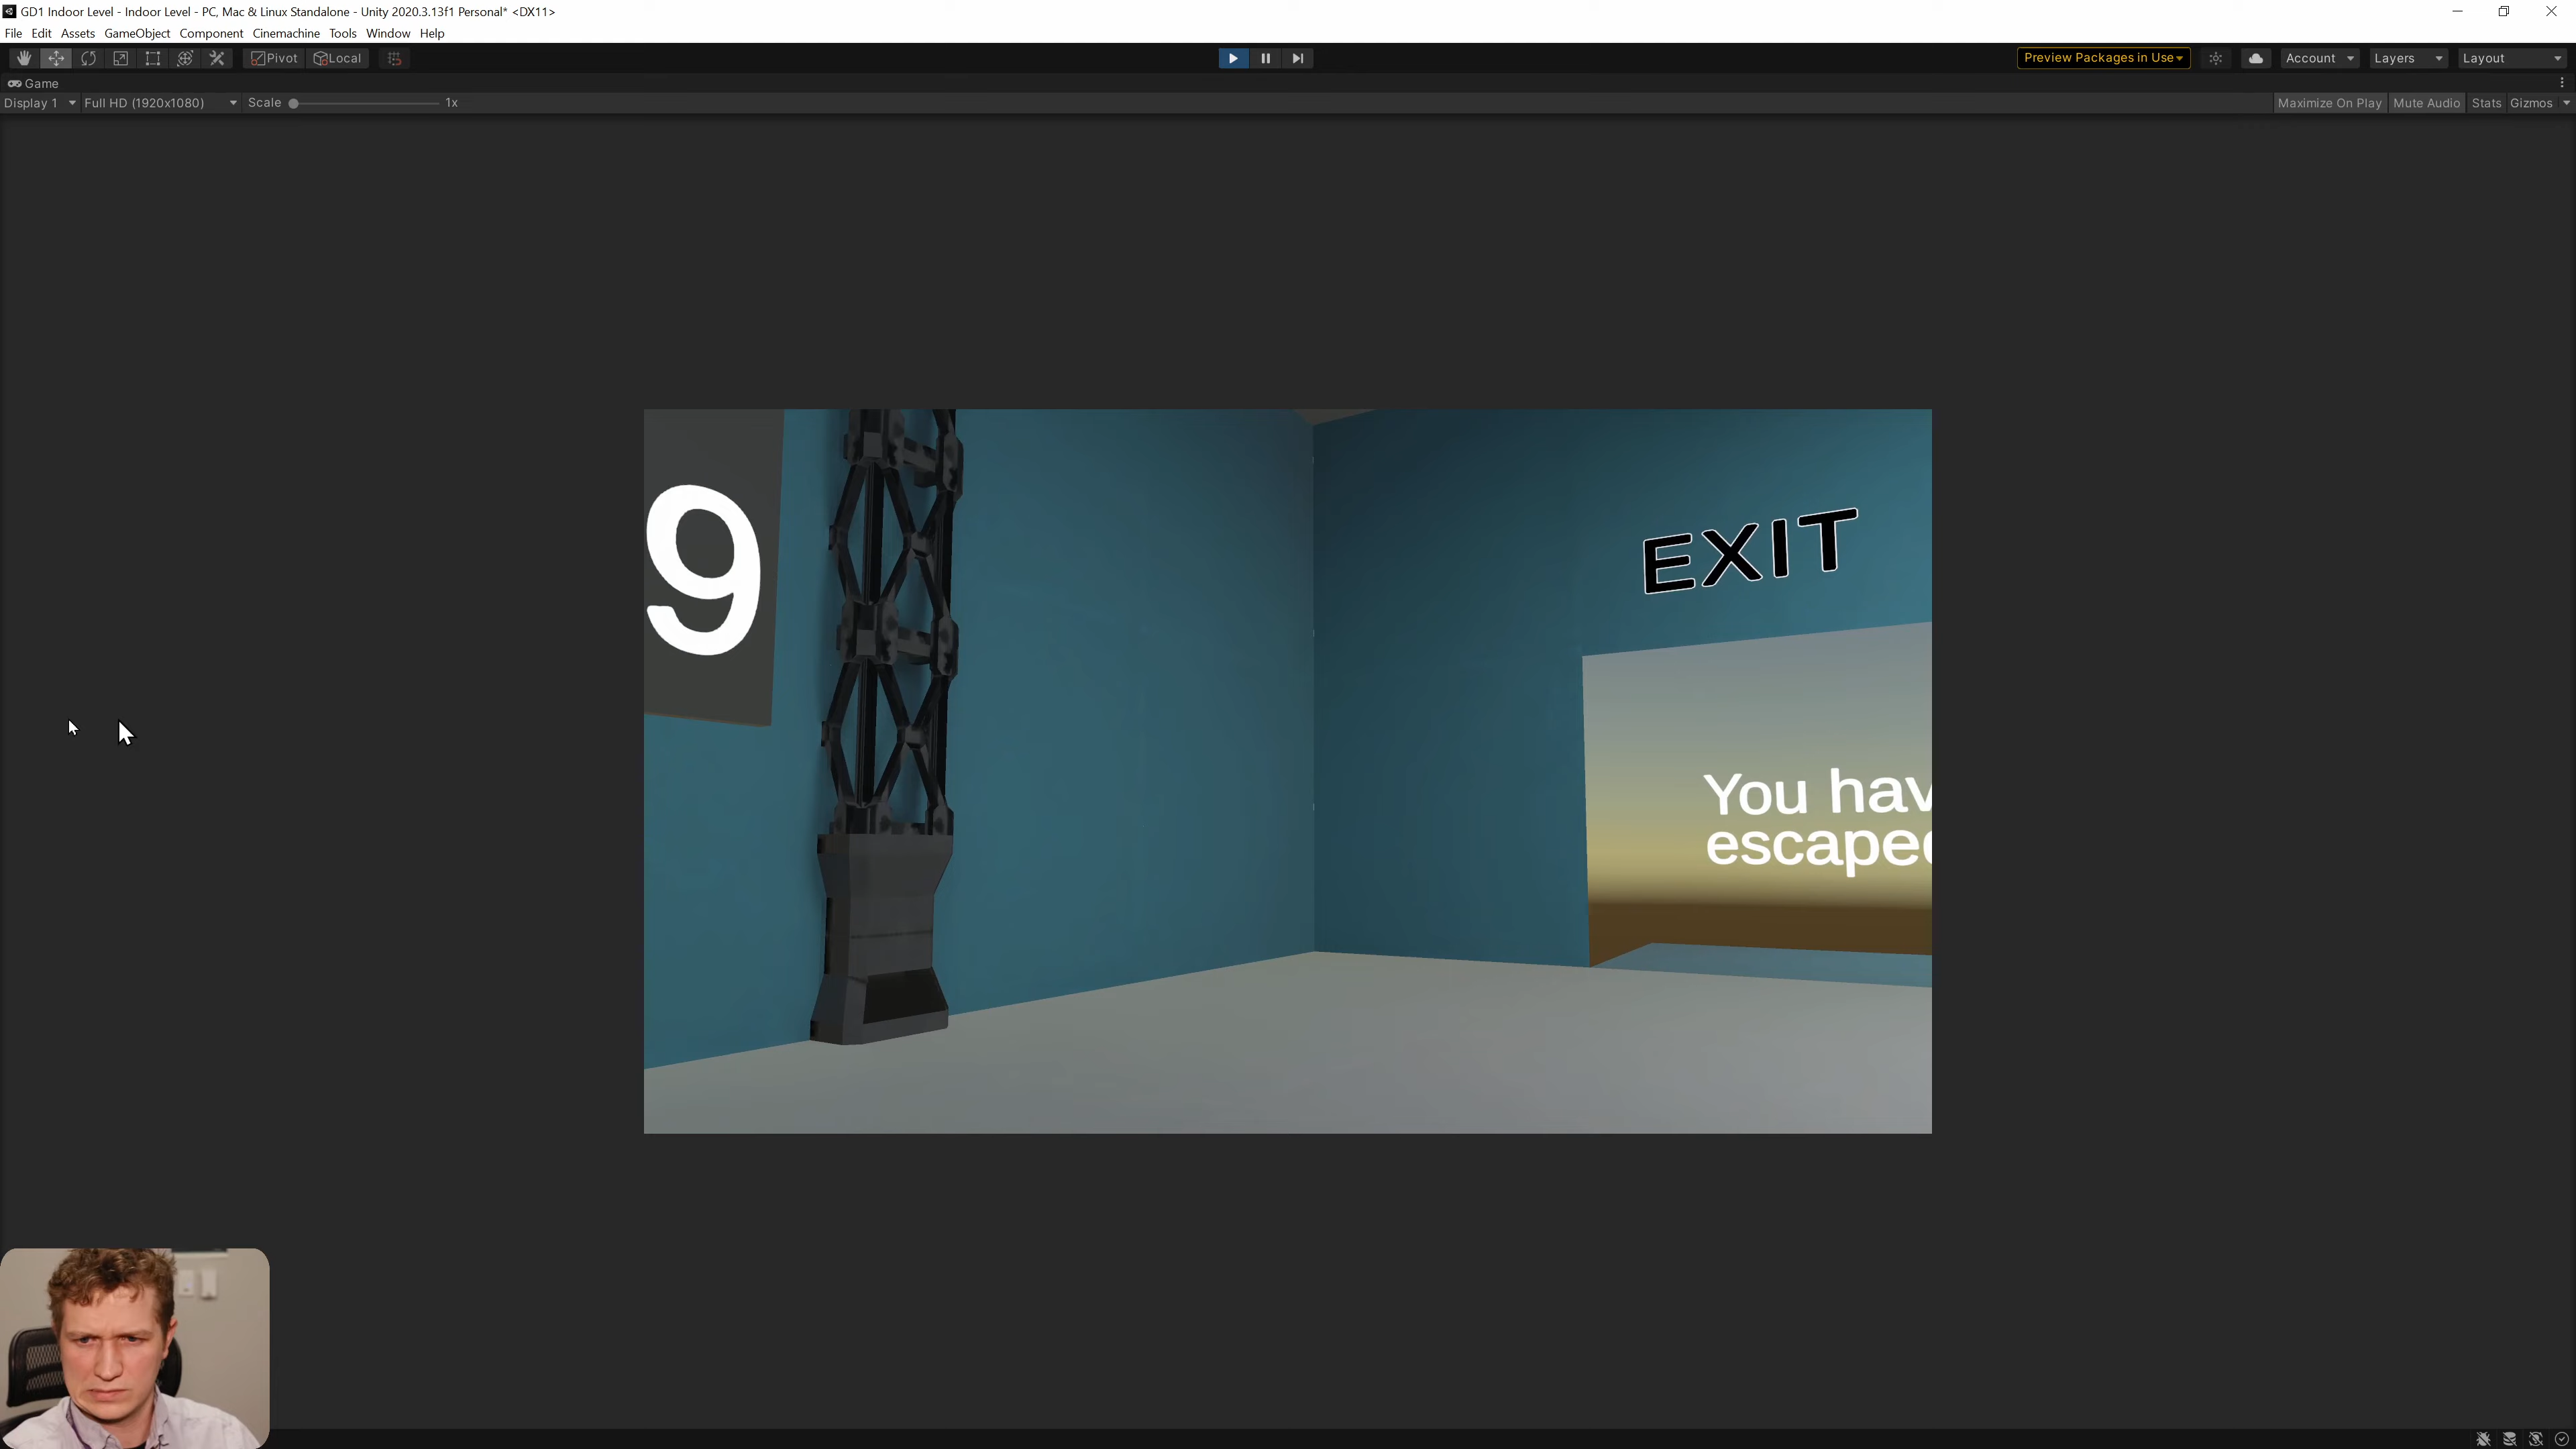 GD1 Indoor Level - Indoor Level - PC, Mac & Linux Standalone - Unity 2020.3.13f1 Personal* <DX11>
File Edit Assets GameObject Component Cinemachine Tools Window Help
Pivot Local Preview Packages in Use Account Layers Layout
Game
Display 1 Full HD (1920x1080) Scale 1x Maximize On Play Mute Audio Stats Gizmos
9
EXIT
You hav
escaped